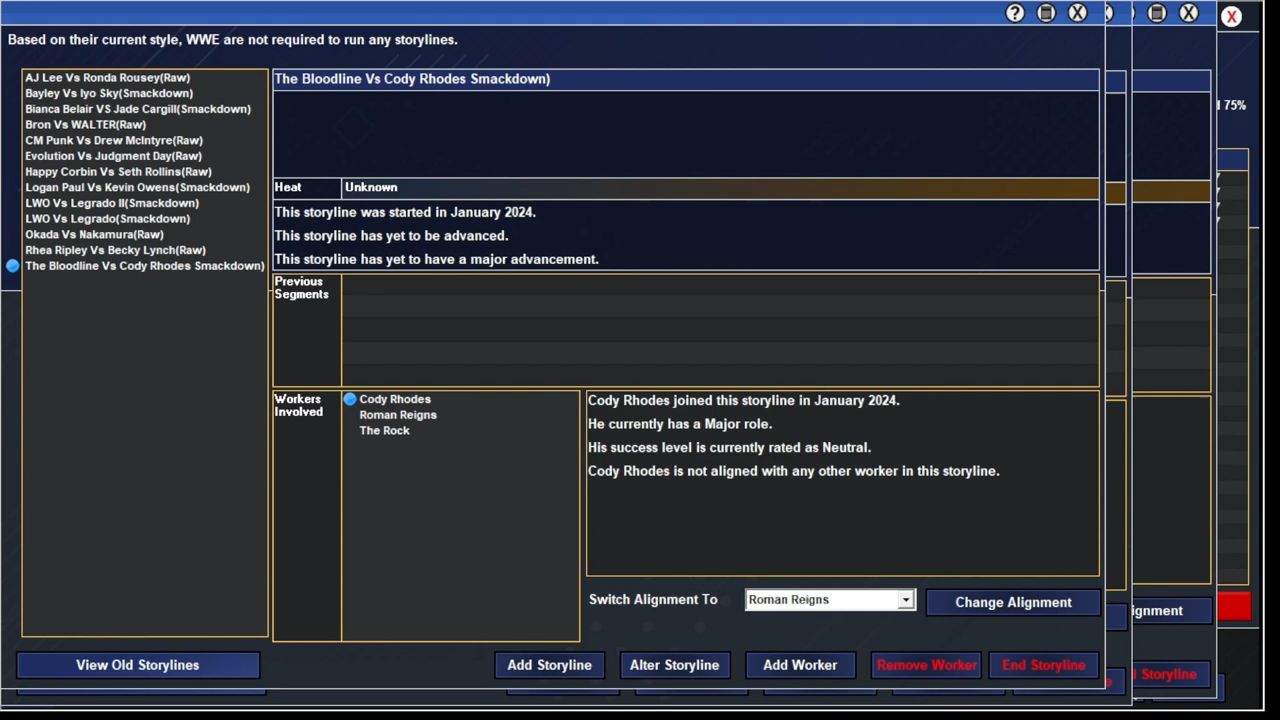 ? X X X X
Based on their current style, WWE are not required to run any storylines.
AJ Lee Vs Ronda Rousey(Raw)
Bayley Vs Iyo Sky(Smackdown)
Bianca Belair VS Jade Cargill(Smackdown)
Bron Vs WALTER(Raw)
CM Punk Vs Drew McIntyre(Raw)
Evolution Vs Judgment Day(Raw)
Happy Corbin Vs Seth Rollins(Raw)
Logan Paul Vs Kevin Owens(Smackdown)
LWO Vs Legrado II(Smackdown)
LWO Vs Legrado(Smackdown)
Okada Vs Nakamura(Raw)
Rhea Ripley Vs Becky Lynch(Raw)
The Bloodline Vs Cody Rhodes Smackdown)
The Bloodline Vs Cody Rhodes Smackdown)
75%
Heat Unknown
This storyline was started in January 2024.
This storyline has yet to be advanced.
This storyline has yet to have a major advancement.
Previous
Segments
Workers
Involved
Cody Rhodes
Roman Reigns
The Rock
Cody Rhodes joined this storyline in January 2024.
He currently has a Major role.
His success level is currently rated as Neutral.
Cody Rhodes is not aligned with any other worker in this storyline.
Switch Alignment To Roman Reigns Change Alignment ignment
View Old Storylines Add Storyline Alter Storyline Add Worker Remove Worker End Storyline Storyline